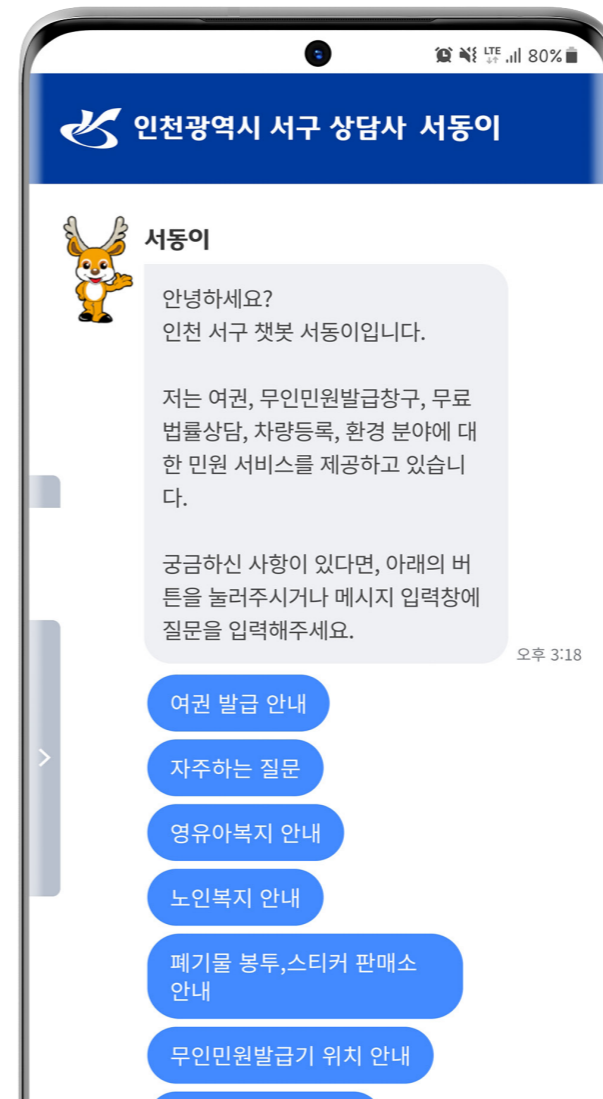 LTE 80%
인천광역시 서구 상담사 서동이
서동이
안녕하세요?
인천 서구 챗봇 서동이입니다.
저는 여권, 무인민원발급창구, 무료
법률상담, 차량등록, 환경 분야에 대
한 민원 서비스를 제공하고 있습니
다.
궁금하신 사항이 있다면, 아래의 버
튼을 눌러주시거나 메시지 입력창에
질문을 입력해주세요.
오후 3:18
여권 발급 안내
자주하는 질문
영유아복지 안내
노인복지 안내
폐기물 봉투,스티커 판매소
안내
무인민원발급기 위치 안내